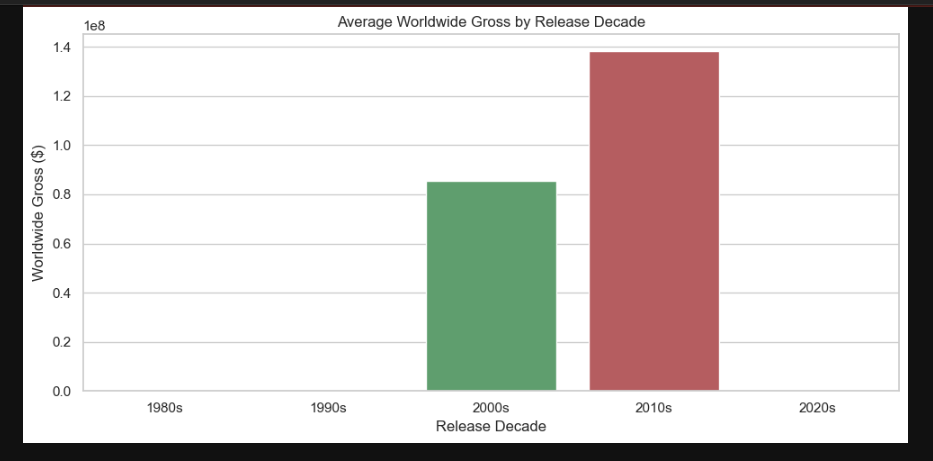 Average Worldwide Gross by Release Decade
1e8
1.4
1.2
1.0
0.8
0.6
0.4
0.2
0.0
Worldwide Gross ($)
1980s 1990s 2000s 2010s 2020s
Release Decade